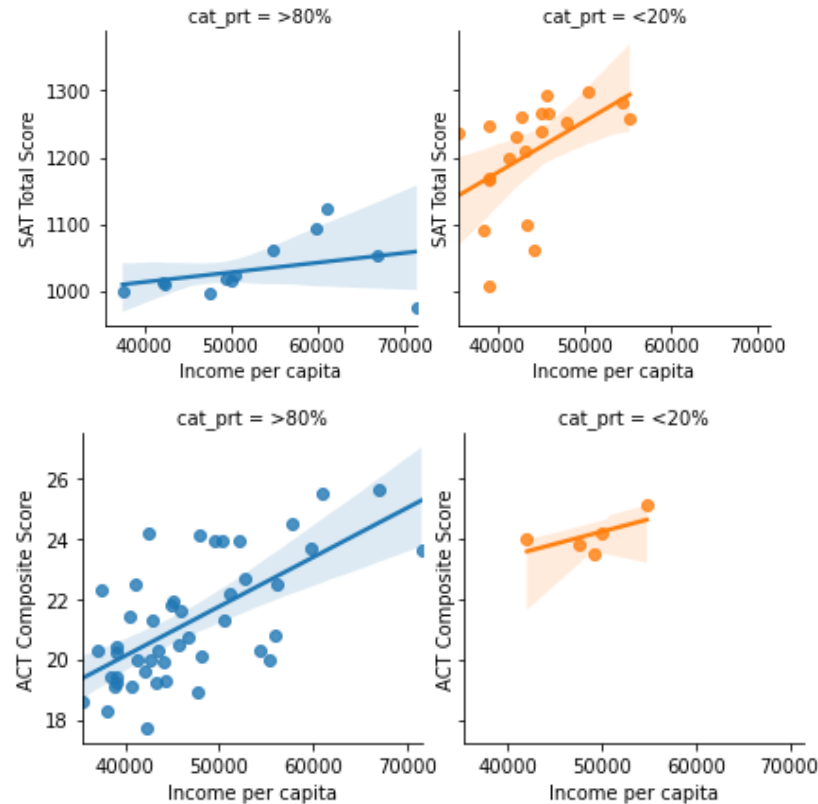 cat_prt = >80%
cat_prt = <20%
SAT Total Score
1300
1200
1100
1000
SAT Total Score
40000 50000 60000 70000
Income per capita
40000 50000 60000 70000
Income per capita
cat_prt = >80%
cat_prt = <20%
ACT Composite Score
26
24
22
20
18
ACT Composite Score
40000 50000 60000 70000
Income per capita
40000 50000 60000 70000
Income per capita